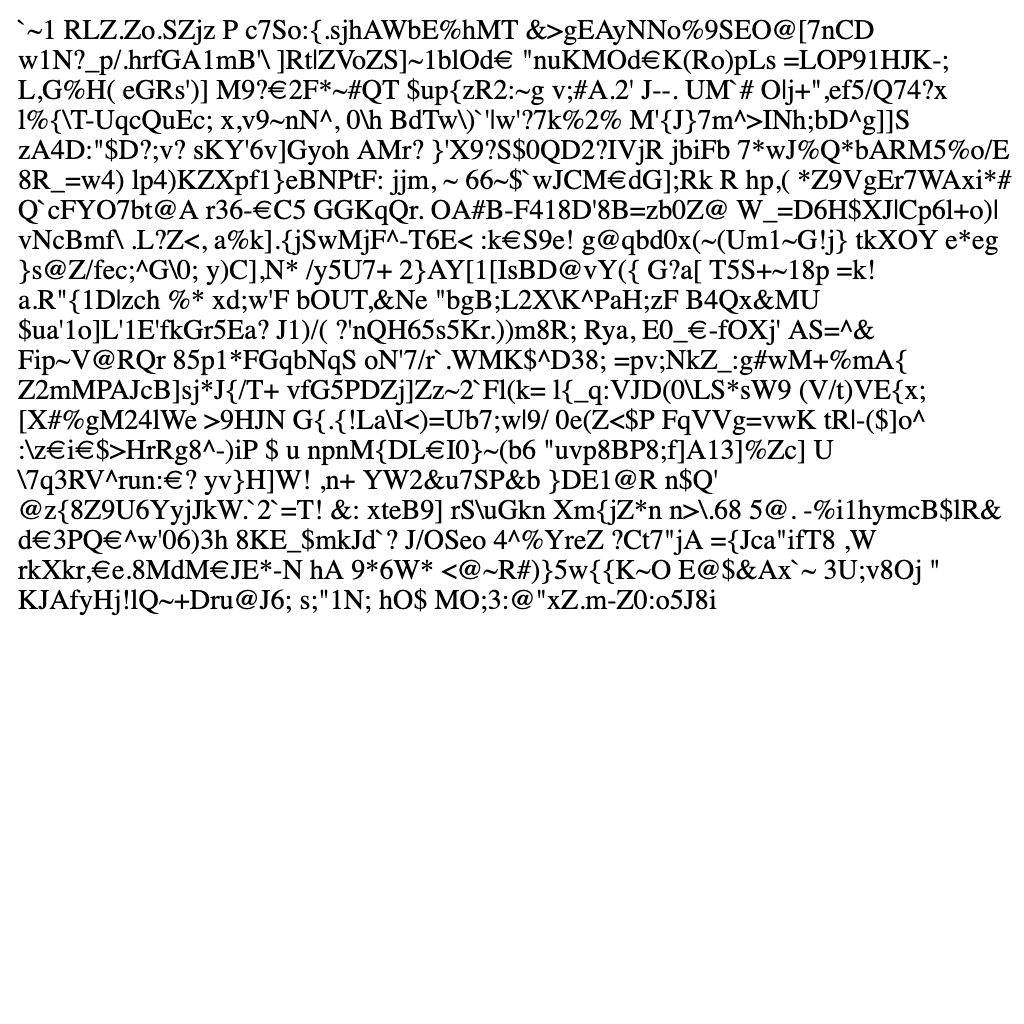 `~1 RLZ.Zo.SZjz P c7So:{.sjhAWbE%hMT &>gEAyNNo%9SEO@[7nCD
w1N?_p/.hrfGA1mB'\ ]Rt|ZVoZS]~1blOd€ "nuKMOd€K(Ro)pLs =LOP91HJK-;
L,G%H( eGRs')] M9?€2F*~#QT $up{zR2:~g v;#A.2' J--. UM`# O|j+",ef5/Q74?x
l%{\T-UqcQuEc; x,v9~nN^, 0\h BdTw\)`'|w'?7k%2% M'{J}7m^>INh;bD^g]]S
zA4D:"$D?;v? sKY'6v]Gyoh AMr? }'X9?S$0QD2?IVjR jbiFb 7*wJ%Q*bARM5%o/E
8R_=w4) lp4)KZXpf1}eBNPtF: jjm, ~ 66~$`wJCM€dG];Rk R hp,( *Z9VgEr7WAxi*#
Q`cFYO7bt@A r36-€C5 GGKqQr. OA#B-F418D'8B=zb0Z@ W_=D6H$XJ|Cp6l+o)|
vNcBmf\ .L?Z<, a%k].{jSwMjF^-T6E< :k€S9e! g@qbd0x(~(Um1~G!j} tkXOY e*eg
}s@Z/fec;^G\0; y)C],N* /y5U7+ 2}AY[1[IsBD@vY({ G?a[ T5S+~18p =k!
a.R"{1D|zch %* xd;w'F bOUT,&Ne "bgB;L2X\K^PaH;zF B4Qx&MU
$ua'1o]L'1E'fkGr5Ea? J1)/( ?'nQH65s5Kr.))m8R; Rya, E0_€-fOXj' AS=^&
Fip~V@RQr 85p1*FGqbNqS oN'7/r`.WMK$^D38; =pv;NkZ_:g#wM+%mA{
Z2mMPAJcB]sj*J{/T+ vfG5PDZj]Zz~2`Fl(k= l{_q:VJD(0\LS*sW9 (V/t)VE{x;
[X#%gM24lWe >9HJN G{.{!La\I<)=Ub7;w|9/ 0e(Z<$P FqVVg=vwK tR|-($]o^
:\z€i€$>HrRg8^-)iP $ u npnM{DL€I0}~(b6 "uvp8BP8;f]A13]%Zc] U
\7q3RV^run:€? yv}H]W! ,n+ YW2&u7SP&b }DE1@R n$Q'
@z{8Z9U6YyjJkW.`2`=T! &: xteB9] rS\uGkn Xm{jZ*n n>\.68 5@. -%i1hymcB$lR&
d€3PQ€^w'06)3h 8KE_$mkJd`? J/OSeo 4^%YreZ ?Ct7"jA ={Jca"ifT8 ,W
rkXkr,€e.8MdM€JE*-N hA 9*6W* <@~R#)}5w{{K~O E@$&Ax`~ 3U;v8Oj "
KJAfyHj!lQ~+Dru@J6; s;"1N; hO$ MO;3:@"xZ.m-Z0:o5J8i